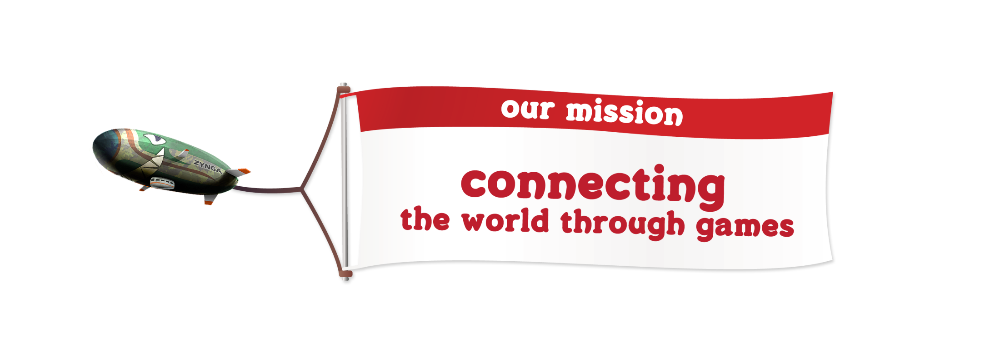 ZYNGA
our mission
connecting
the world through games